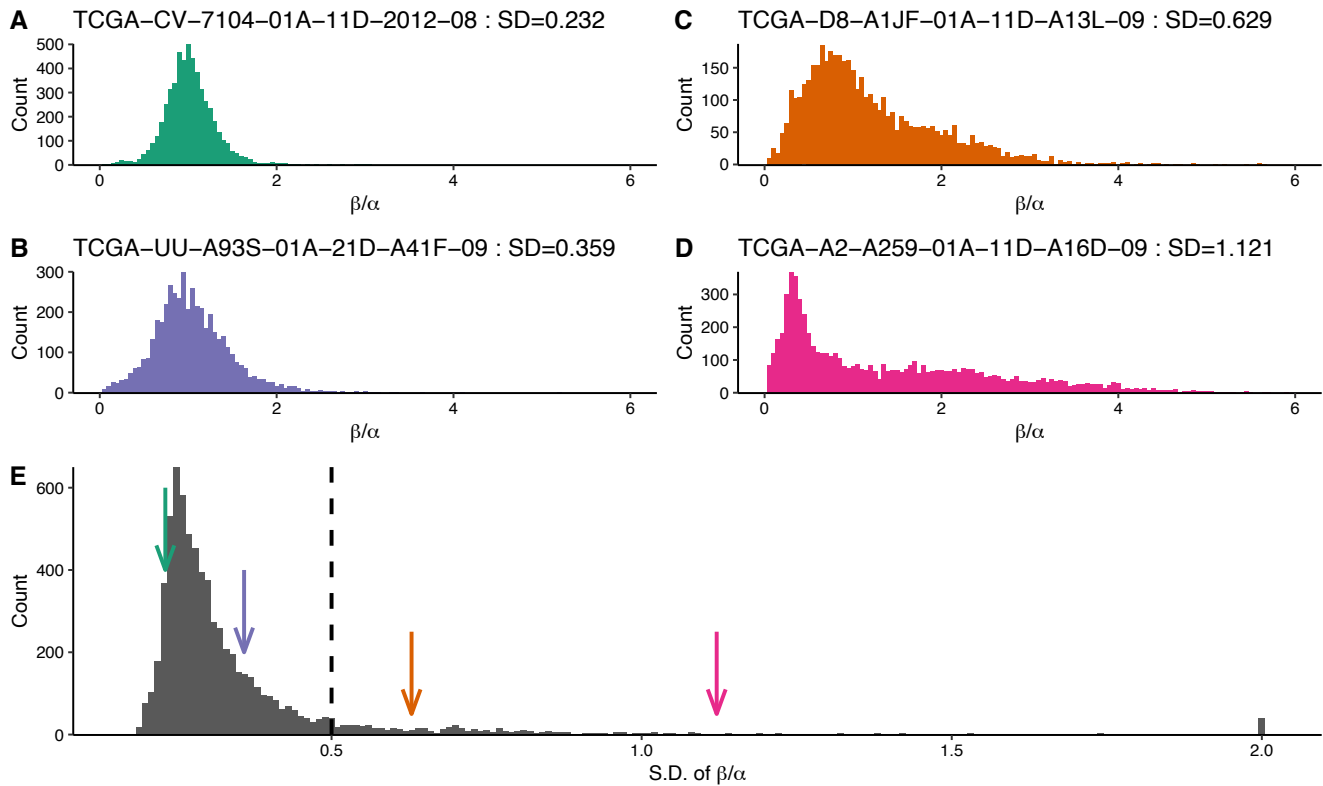 A TCGA−CV−7104−01A−11D−2012−08 : SD=0.232
500
400
300
200
100
0
Count
0 2 4 6
β/α
C TCGA−D8−A1JF−01A−11D−A13L−09 : SD=0.629
150
100
50
0
Count
0 2 4 6
β/α
B TCGA−UU−A93S−01A−21D−A41F−09 : SD=0.359
300
200
100
0
Count
0 2 4 6
β/α
D TCGA−A2−A259−01A−11D−A16D−09 : SD=1.121
300
200
100
0
Count
0 2 4 6
β/α
E
600
400
200
0
Count
0.5 1.0 1.5 2.0
S.D. of β/α